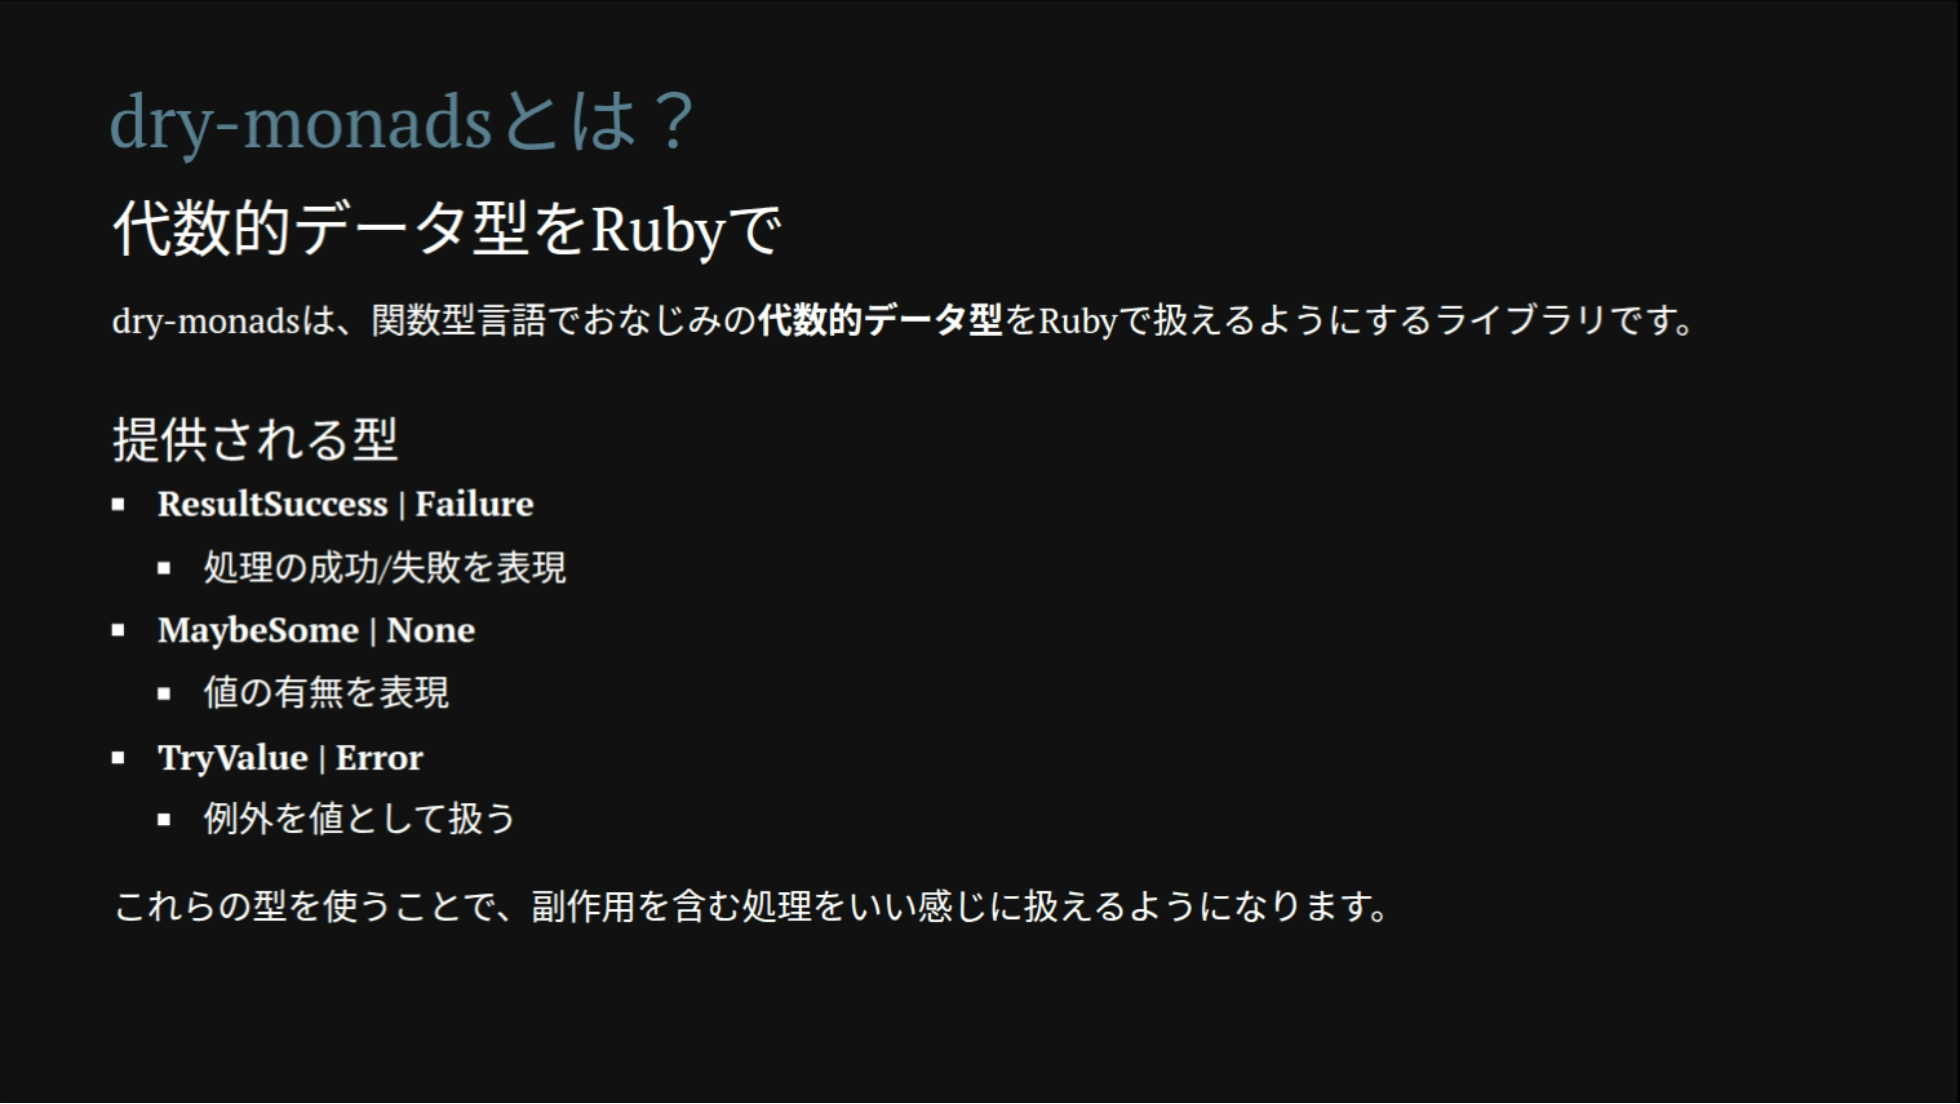 dry-monadsとは？
代数的データ型をRubyで
dry-monadsは、関数型言語でおなじみの代数的データ型をRubyで扱えるようにするライブラリです。
提供される型
ResultSuccess | Failure
処理の成功/失敗を表現
MaybeSome | None
値の有無を表現
TryValue | Error
例外を値として扱う
これらの型を使うことで、副作用を含む処理をいい感じに扱えるようになります。